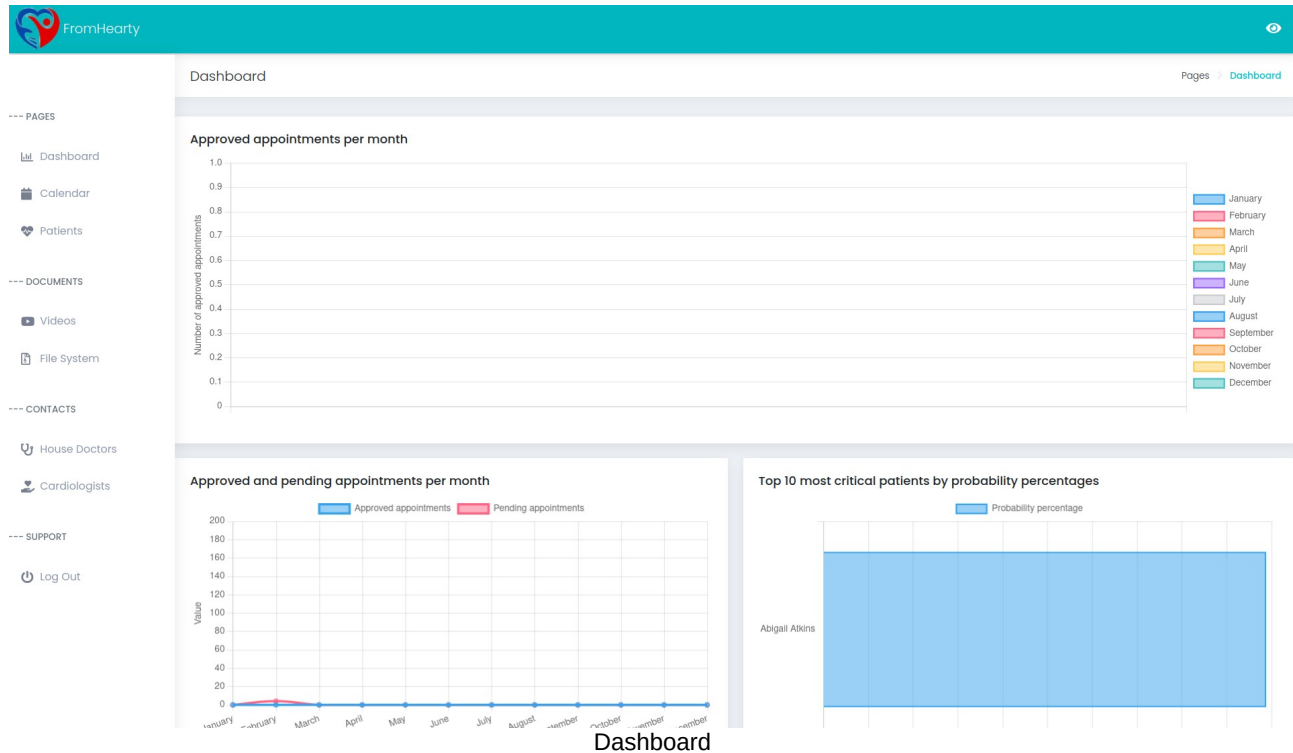 FromHearty
Dashboard
Pages > Dashboard
--- PAGES
Dashboard
Calendar
Patients
--- DOCUMENTS
Videos
File System
--- CONTACTS
House Doctors
Cardiologists
--- SUPPORT
Log Out
Approved appointments per month
Number of approved appointments
1.0
0.9
0.8
0.7
0.6
0.5
0.4
0.3
0.2
0.1
0
January
February
March
April
May
June
July
August
September
October
November
December
Approved and pending appointments per month
Approved appointments Pending appointments
Value
200
180
160
140
120
100
80
60
40
20
0
March April May June July August
Top 10 most critical patients by probability percentages
Probability percentage
Abigail Atkins
Dashboard